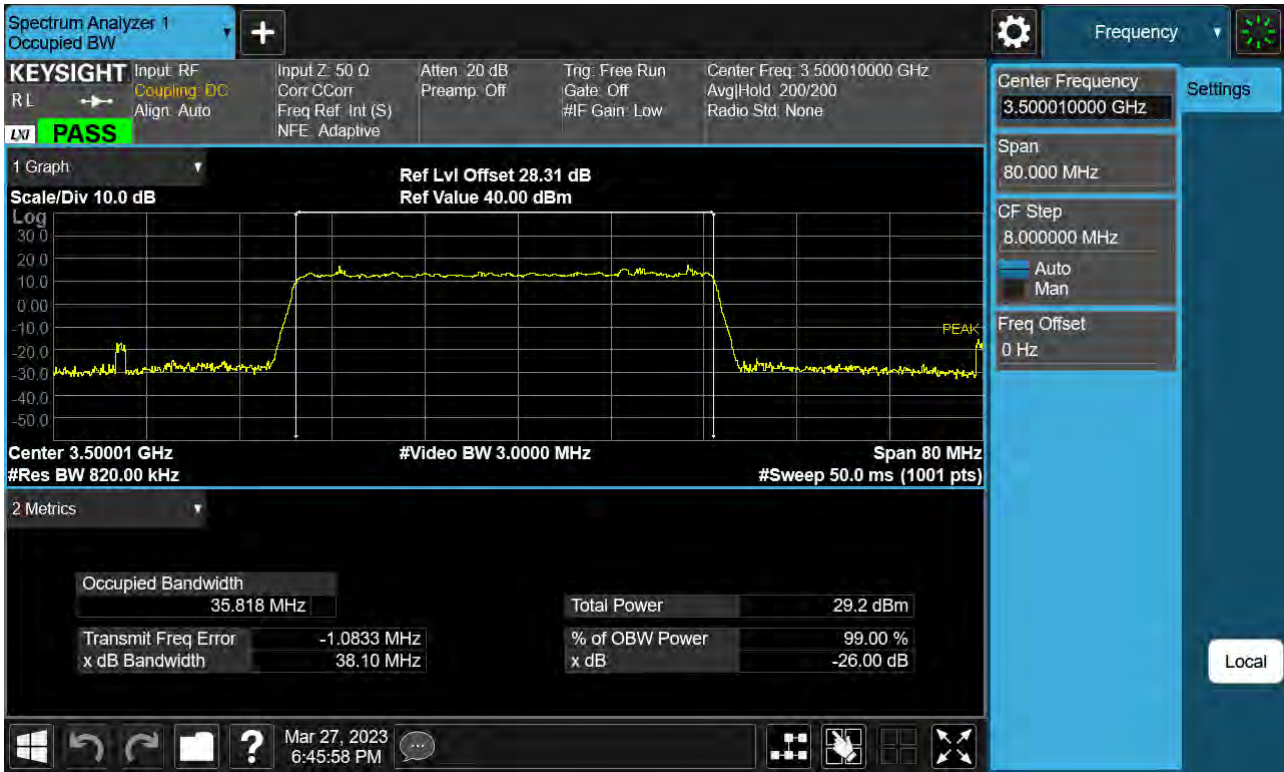 Spectrum Analyzer 1
Occupied BW
Frequency
KEYSIGHT
RL
LXI
PASS
Input: RF
Coupling: DC
Align: Auto
Input Z: 50 Ω
Corr CCorr
Freq Ref: Int (S)
NFE: Adaptive
Atten: 20 dB
Preamp: Off
Trig: Free Run
Gate: Off
#IF Gain: Low
Center Freq: 3.500010000 GHz
Avg|Hold: 200/200
Radio Std: None
Center Frequency
3.500010000 GHz
Settings
Span
80.000 MHz
CF Step
8.000000 MHz
Auto
Man
Freq Offset
0 Hz
Local
1 Graph
Scale/Div 10.0 dB
Ref Lvl Offset 28.31 dB
Ref Value 40.00 dBm
Log
30.0
20.0
10.0
0.00
-10.0
-20.0
-30.0
-40.0
-50.0
PEAK
Center 3.50001 GHz
#Video BW 3.0000 MHz
Span 80 MHz
#Res BW 820.00 kHz
#Sweep 50.0 ms (1001 pts)
2 Metrics
Occupied Bandwidth
35.818 MHz
Total Power 29.2 dBm
Transmit Freq Error -1.0833 MHz
% of OBW Power 99.00 %
x dB Bandwidth 38.10 MHz
x dB -26.00 dB
?
Mar 27, 2023
6:45:58 PM